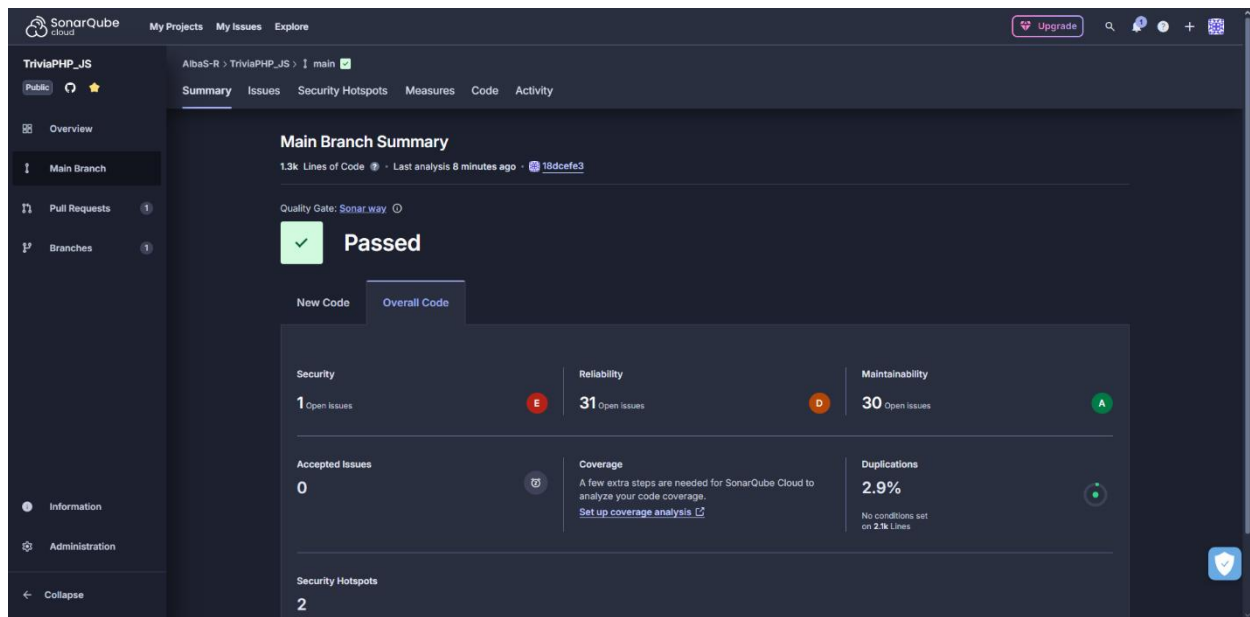 SonarQube cloud My Projects My Issues Explore Upgrade 1
TriviaPHP_JS
Public
AlbaS-R > TriviaPHP_JS > main
Summary Issues Security Hotspots Measures Code Activity
Overview
Main Branch
Pull Requests 1
Branches 1
Information
Administration
Collapse
Main Branch Summary
1.3k Lines of Code ? · Last analysis 8 minutes ago · 18dcefe3
Quality Gate: Sonar way
Passed
New Code Overall Code
Security
1 Open issues E
Reliability
31 Open issues D
Maintainability
30 Open issues A
Accepted Issues
0
Coverage
A few extra steps are needed for SonarQube Cloud to
analyze your code coverage.
Set up coverage analysis
Duplications
2.9%
No conditions set
on 2.1k Lines
Security Hotspots
2